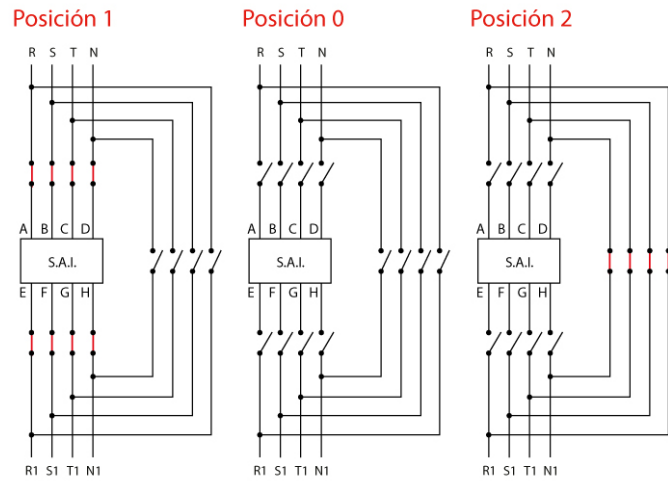 Posición 1
R S T N
A B C D
S.A.I.
E F G H
R1 S1 T1 N1
Posición 0
R S T N
A B C D
S.A.I.
E F G H
R1 S1 T1 N1
Posición 2
R S T N
A B C D
S.A.I.
E F G H
R1 S1 T1 N1